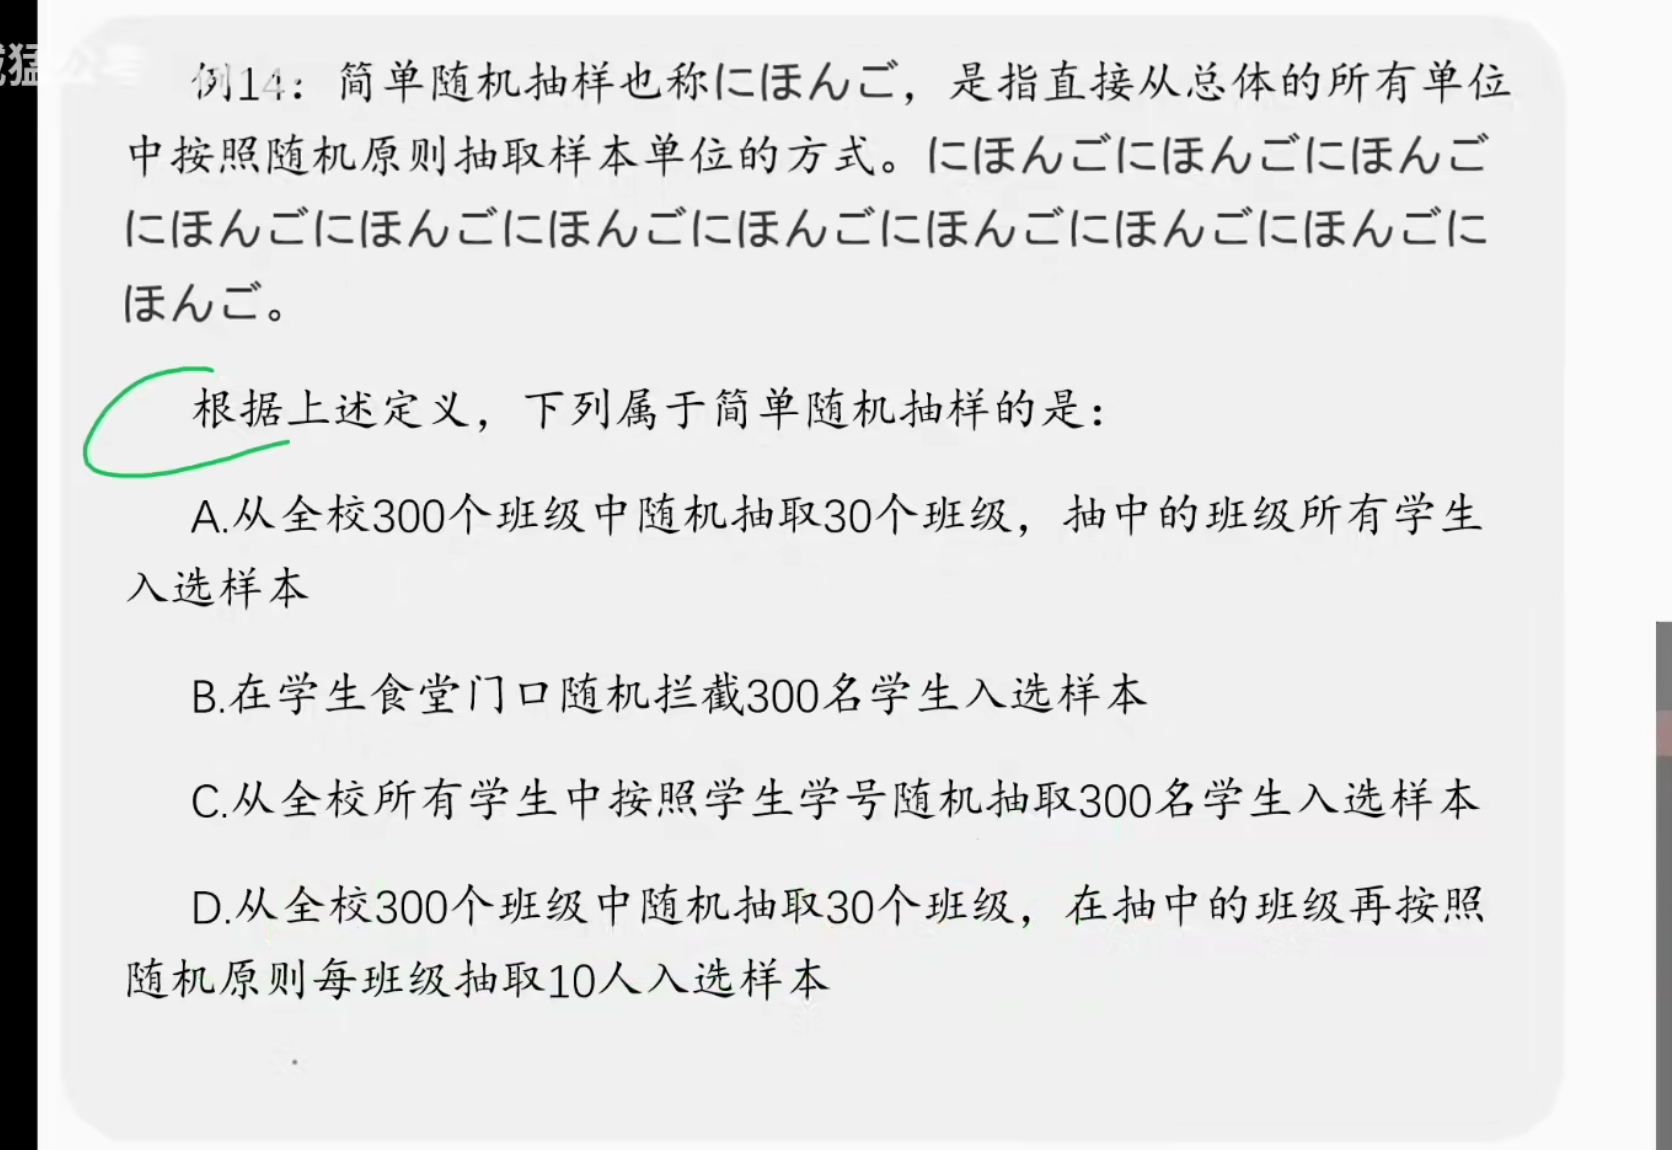 猛公考
例14：简单随机抽样也称にほんご，是指直接从总体的所有单位
中按照随机原则抽取样本单位的方式。にほんごにほんごにほんご
にほんごにほんごにほんごにほんごにほんごにほんごにほんごに
ほんご。
根据上述定义，下列属于简单随机抽样的是：
A.从全校300个班级中随机抽取30个班级，抽中的班级所有学生
入选样本
B.在学生食堂门口随机拦截300名学生入选样本
C.从全校所有学生中按照学生学号随机抽取300名学生入选样本
D.从全校300个班级中随机抽取30个班级，在抽中的班级再按照
随机原则每班级抽取10人入选样本